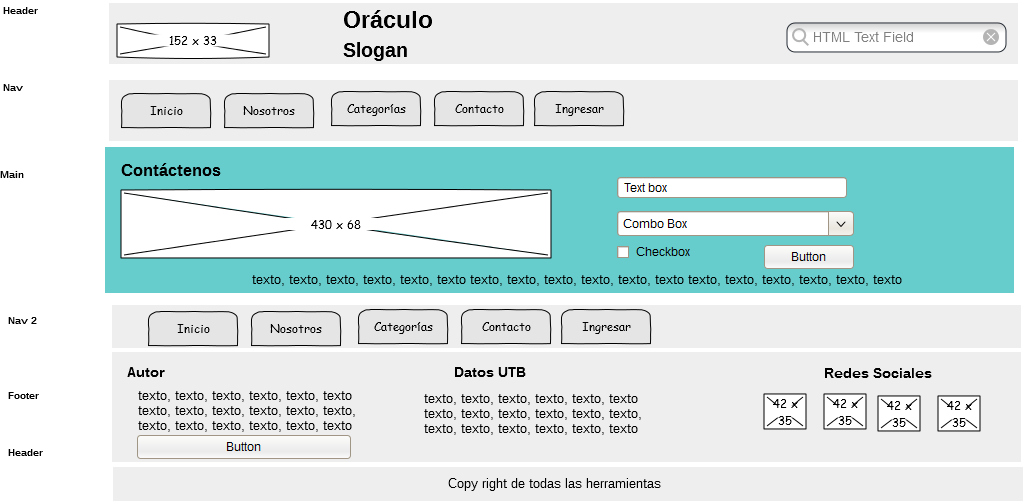 Header
152 x 33
Oráculo
Slogan
HTML Text Field
Nav
Inicio
Nosotros
Categorías
Contacto
Ingresar
Main
Contáctenos
430 x 68
Text box
Combo Box
Checkbox
Button
texto, texto, texto, texto, texto, texto texto, texto, texto, texto, texto, texto texto, texto, texto, texto, texto, texto
Nav 2
Inicio
Nosotros
Categorías
Contacto
Ingresar
Footer
Autor
texto, texto, texto, texto, texto, texto
texto, texto, texto, texto, texto, texto,
texto, texto, texto, texto, texto, texto
Button
Datos UTB
texto, texto, texto, texto, texto, texto
texto, texto, texto, texto, texto, texto,
texto, texto, texto, texto, texto, texto
Redes Sociales
42 x
35
42 x
35
42 x
35
42 x
35
Header
Copy right de todas las herramientas